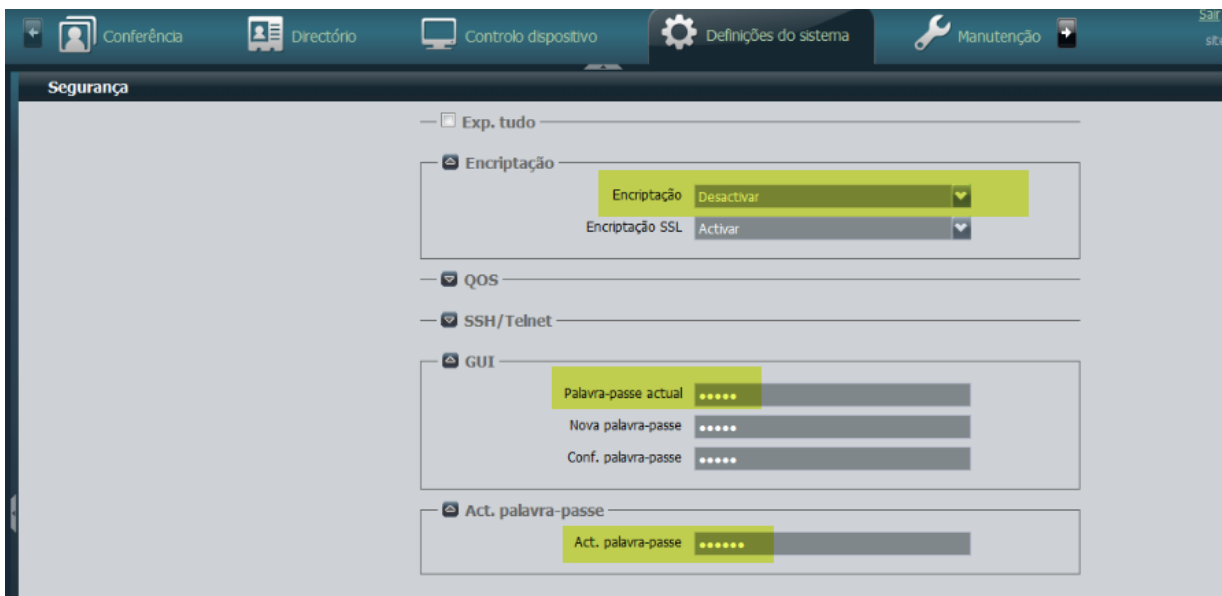 Conferência Directório Controlo dispositivo Definições do sistema Manutenção Sair
Segurança
Exp. tudo
Encriptação
Encriptação Desactivar
Encriptação SSL Activar
QOS
SSH/Telnet
GUI
Palavra-passe actual •••••
Nova palavra-passe •••••
Conf. palavra-passe •••••
Act. palavra-passe
Act. palavra-passe ••••••